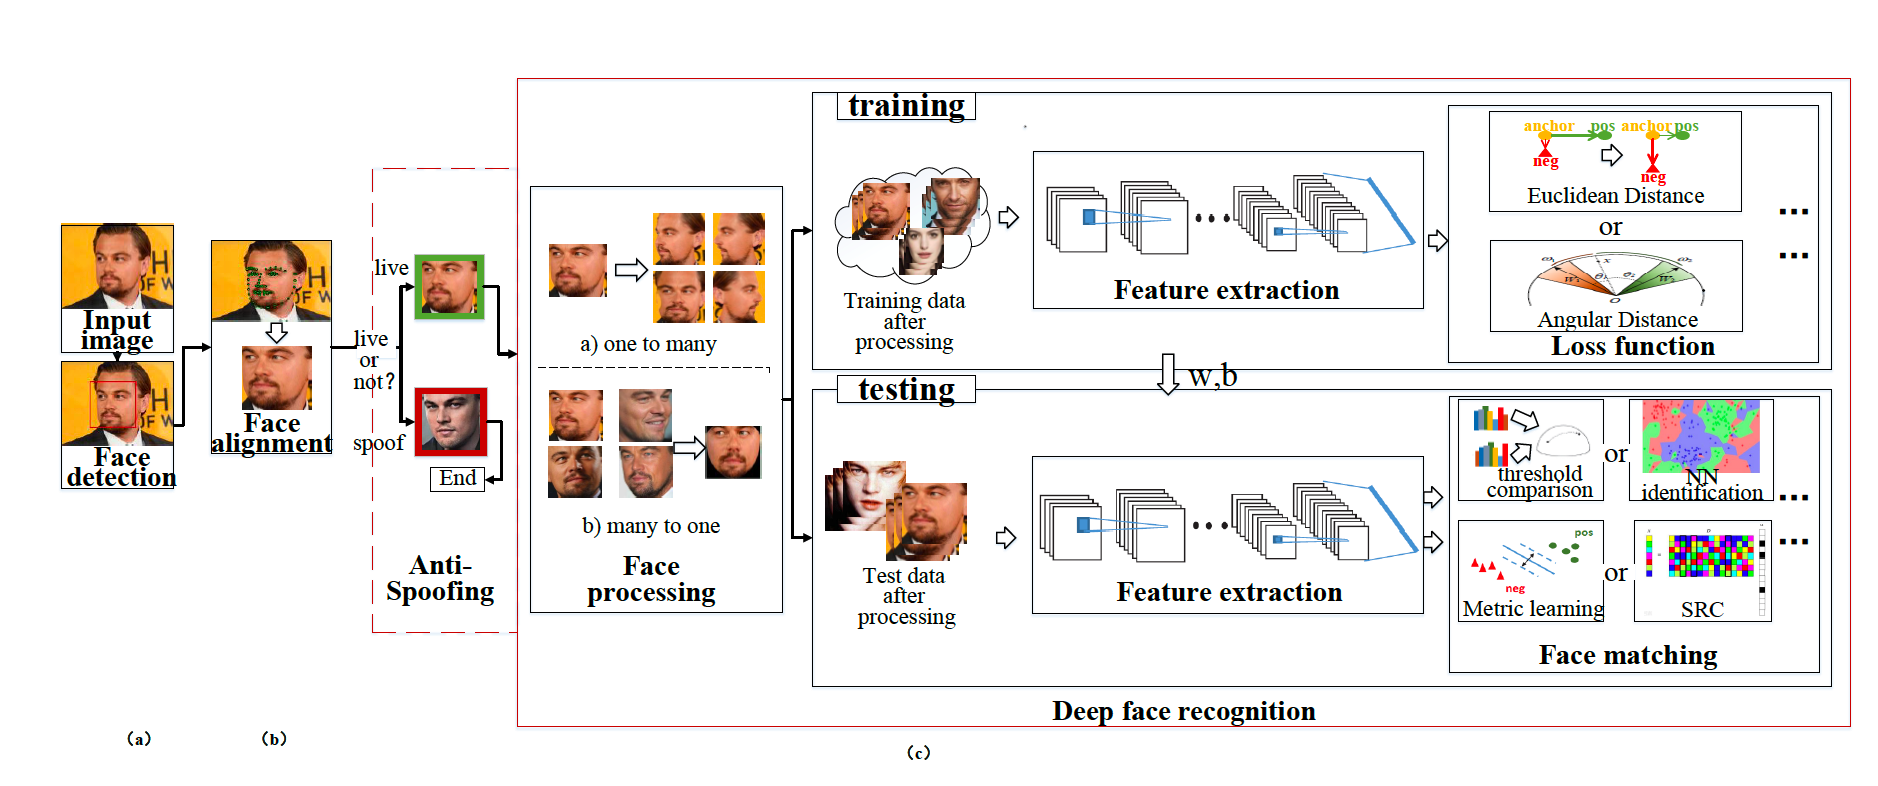 Input
image
Face
detection
Face
alignment
live
live
or
not?
spoof
End
Anti-
Spoofing
a) one to many
b) many to one
Face
processing
training
Training data
after
processing
Feature extraction
anchor pos anchor pos
neg
neg
Euclidean Distance
or
Angular Distance
Loss function
w,b
testing
Test data
after
processing
Feature extraction
threshold
comparison
or
NN
identification
pos
neg
Metric learning
or
SRC
Face matching
Deep face recognition
(a)
(b)
(c)